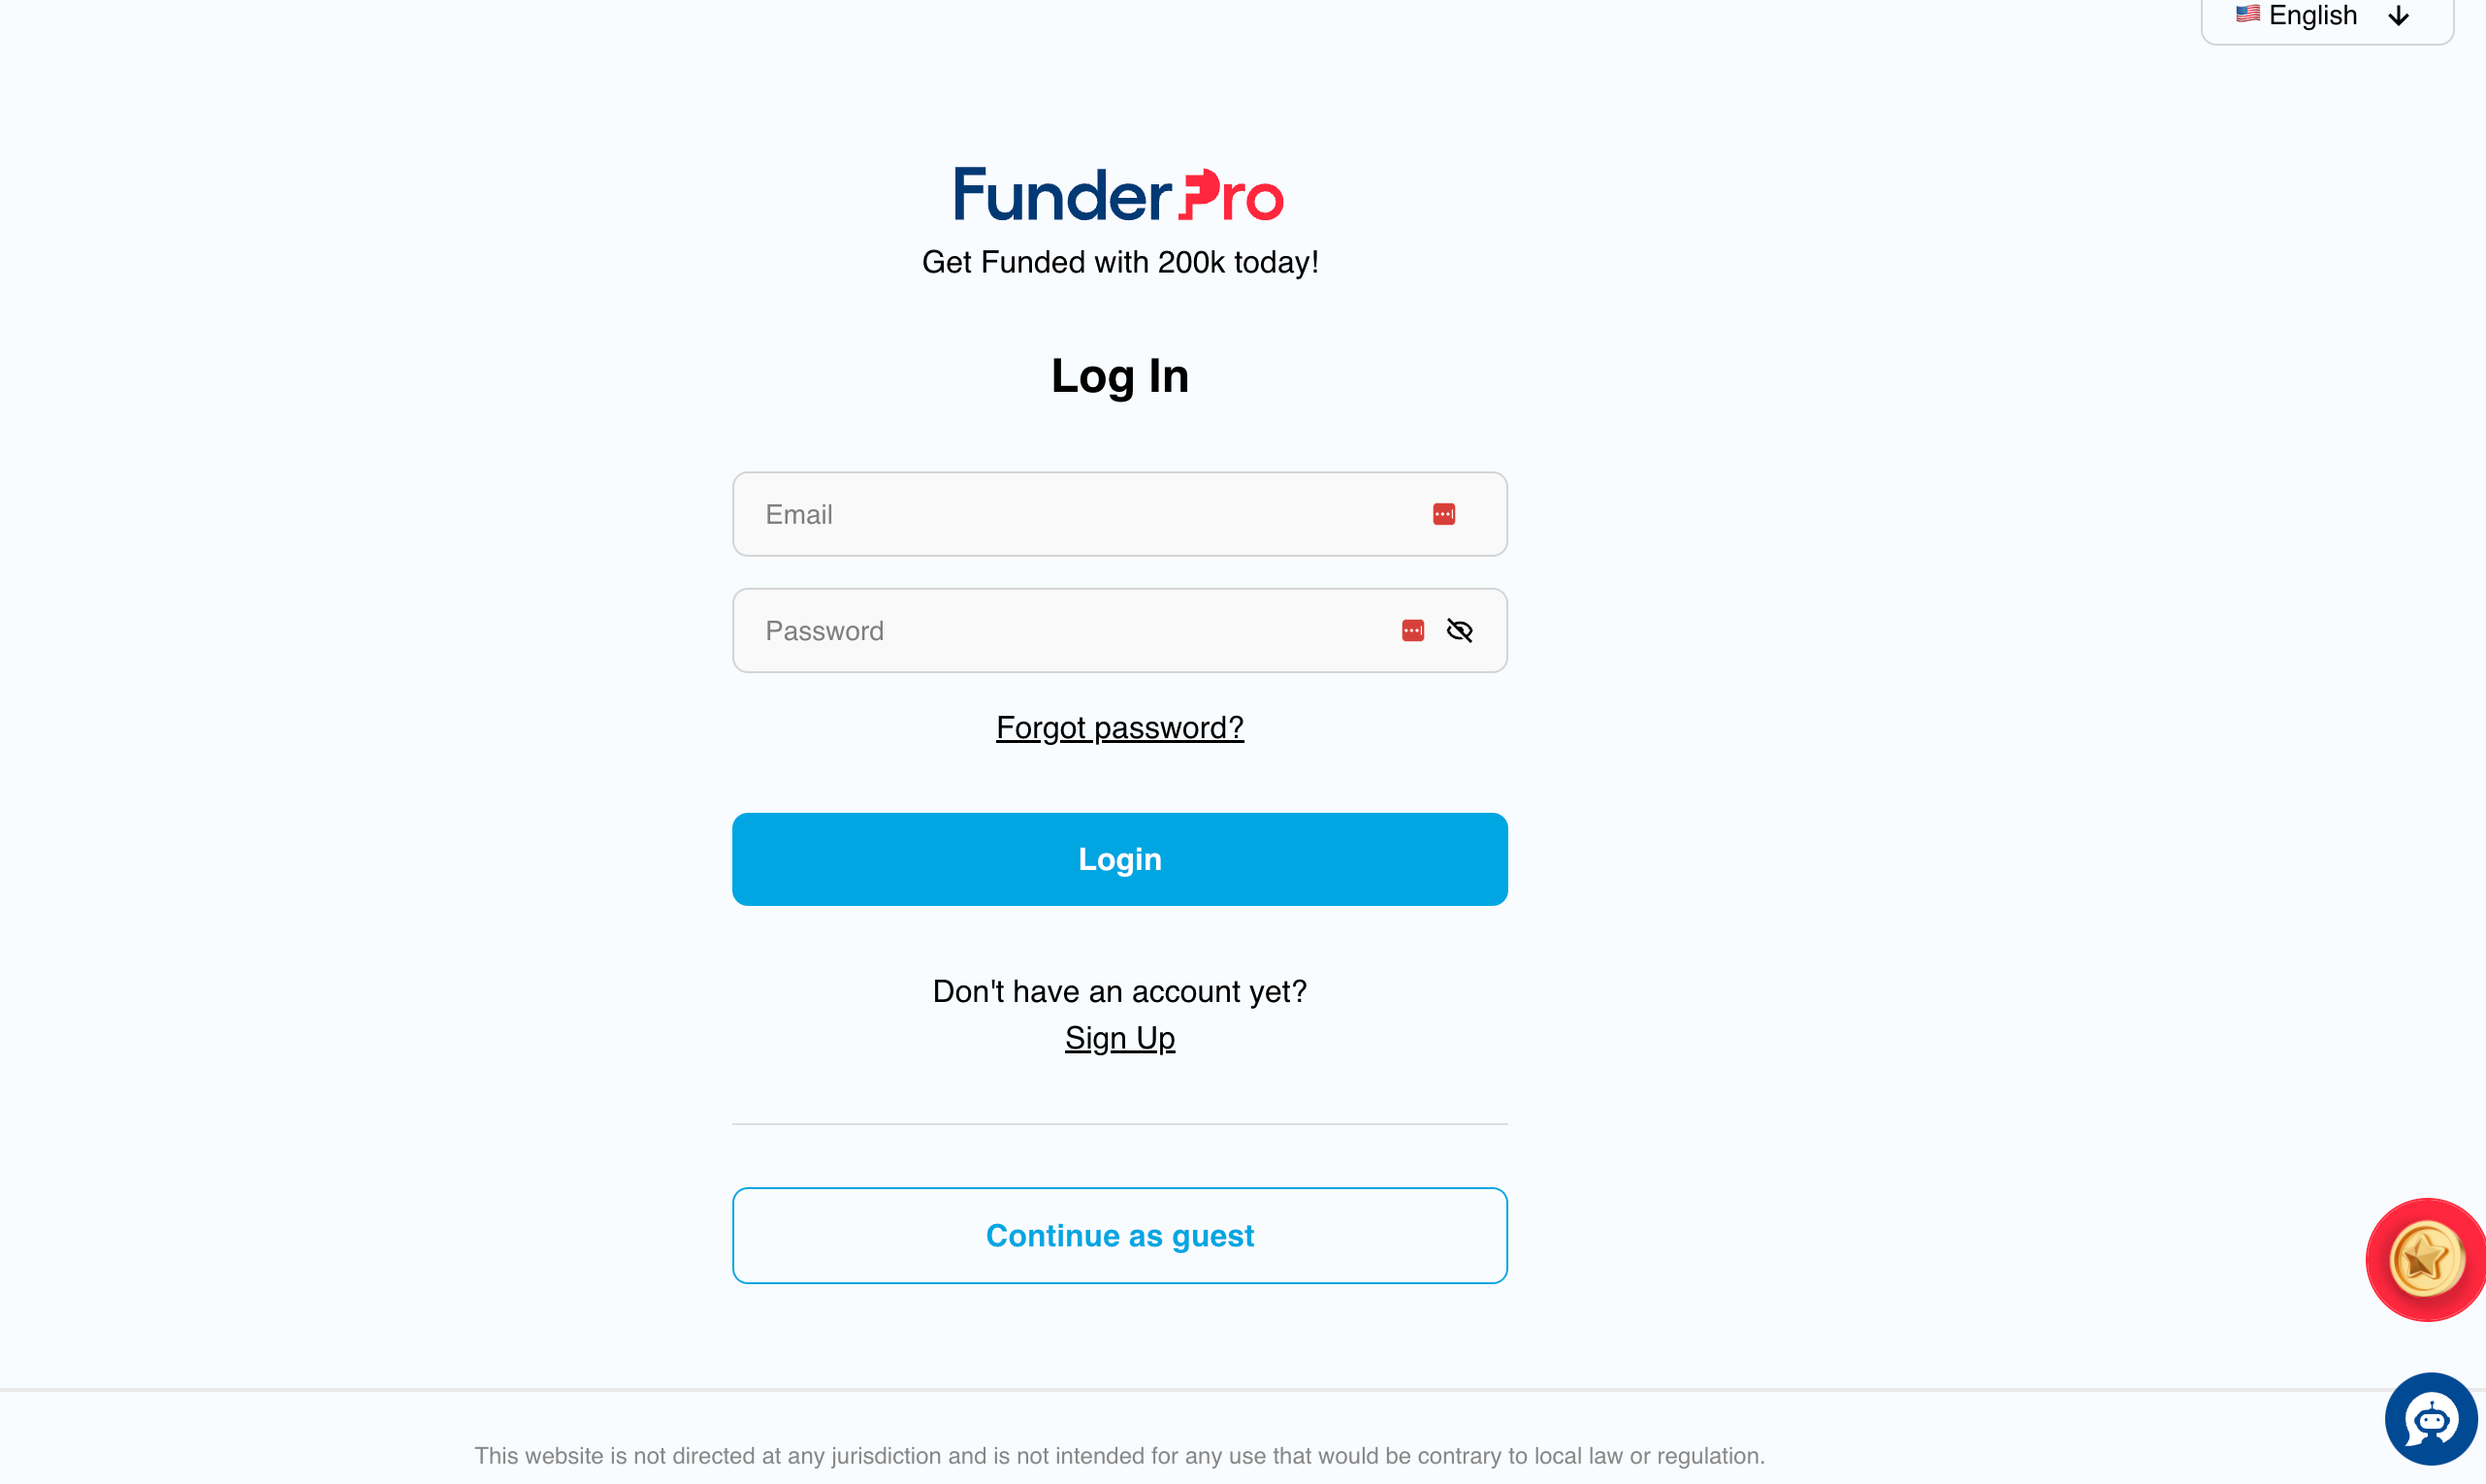 English
FunderPro
Get Funded with 200k today!
Log In
Email
Password
Forgot password?
Login
Don't have an account yet?
Sign Up
Continue as guest
This website is not directed at any jurisdiction and is not intended for any use that would be contrary to local law or regulation.